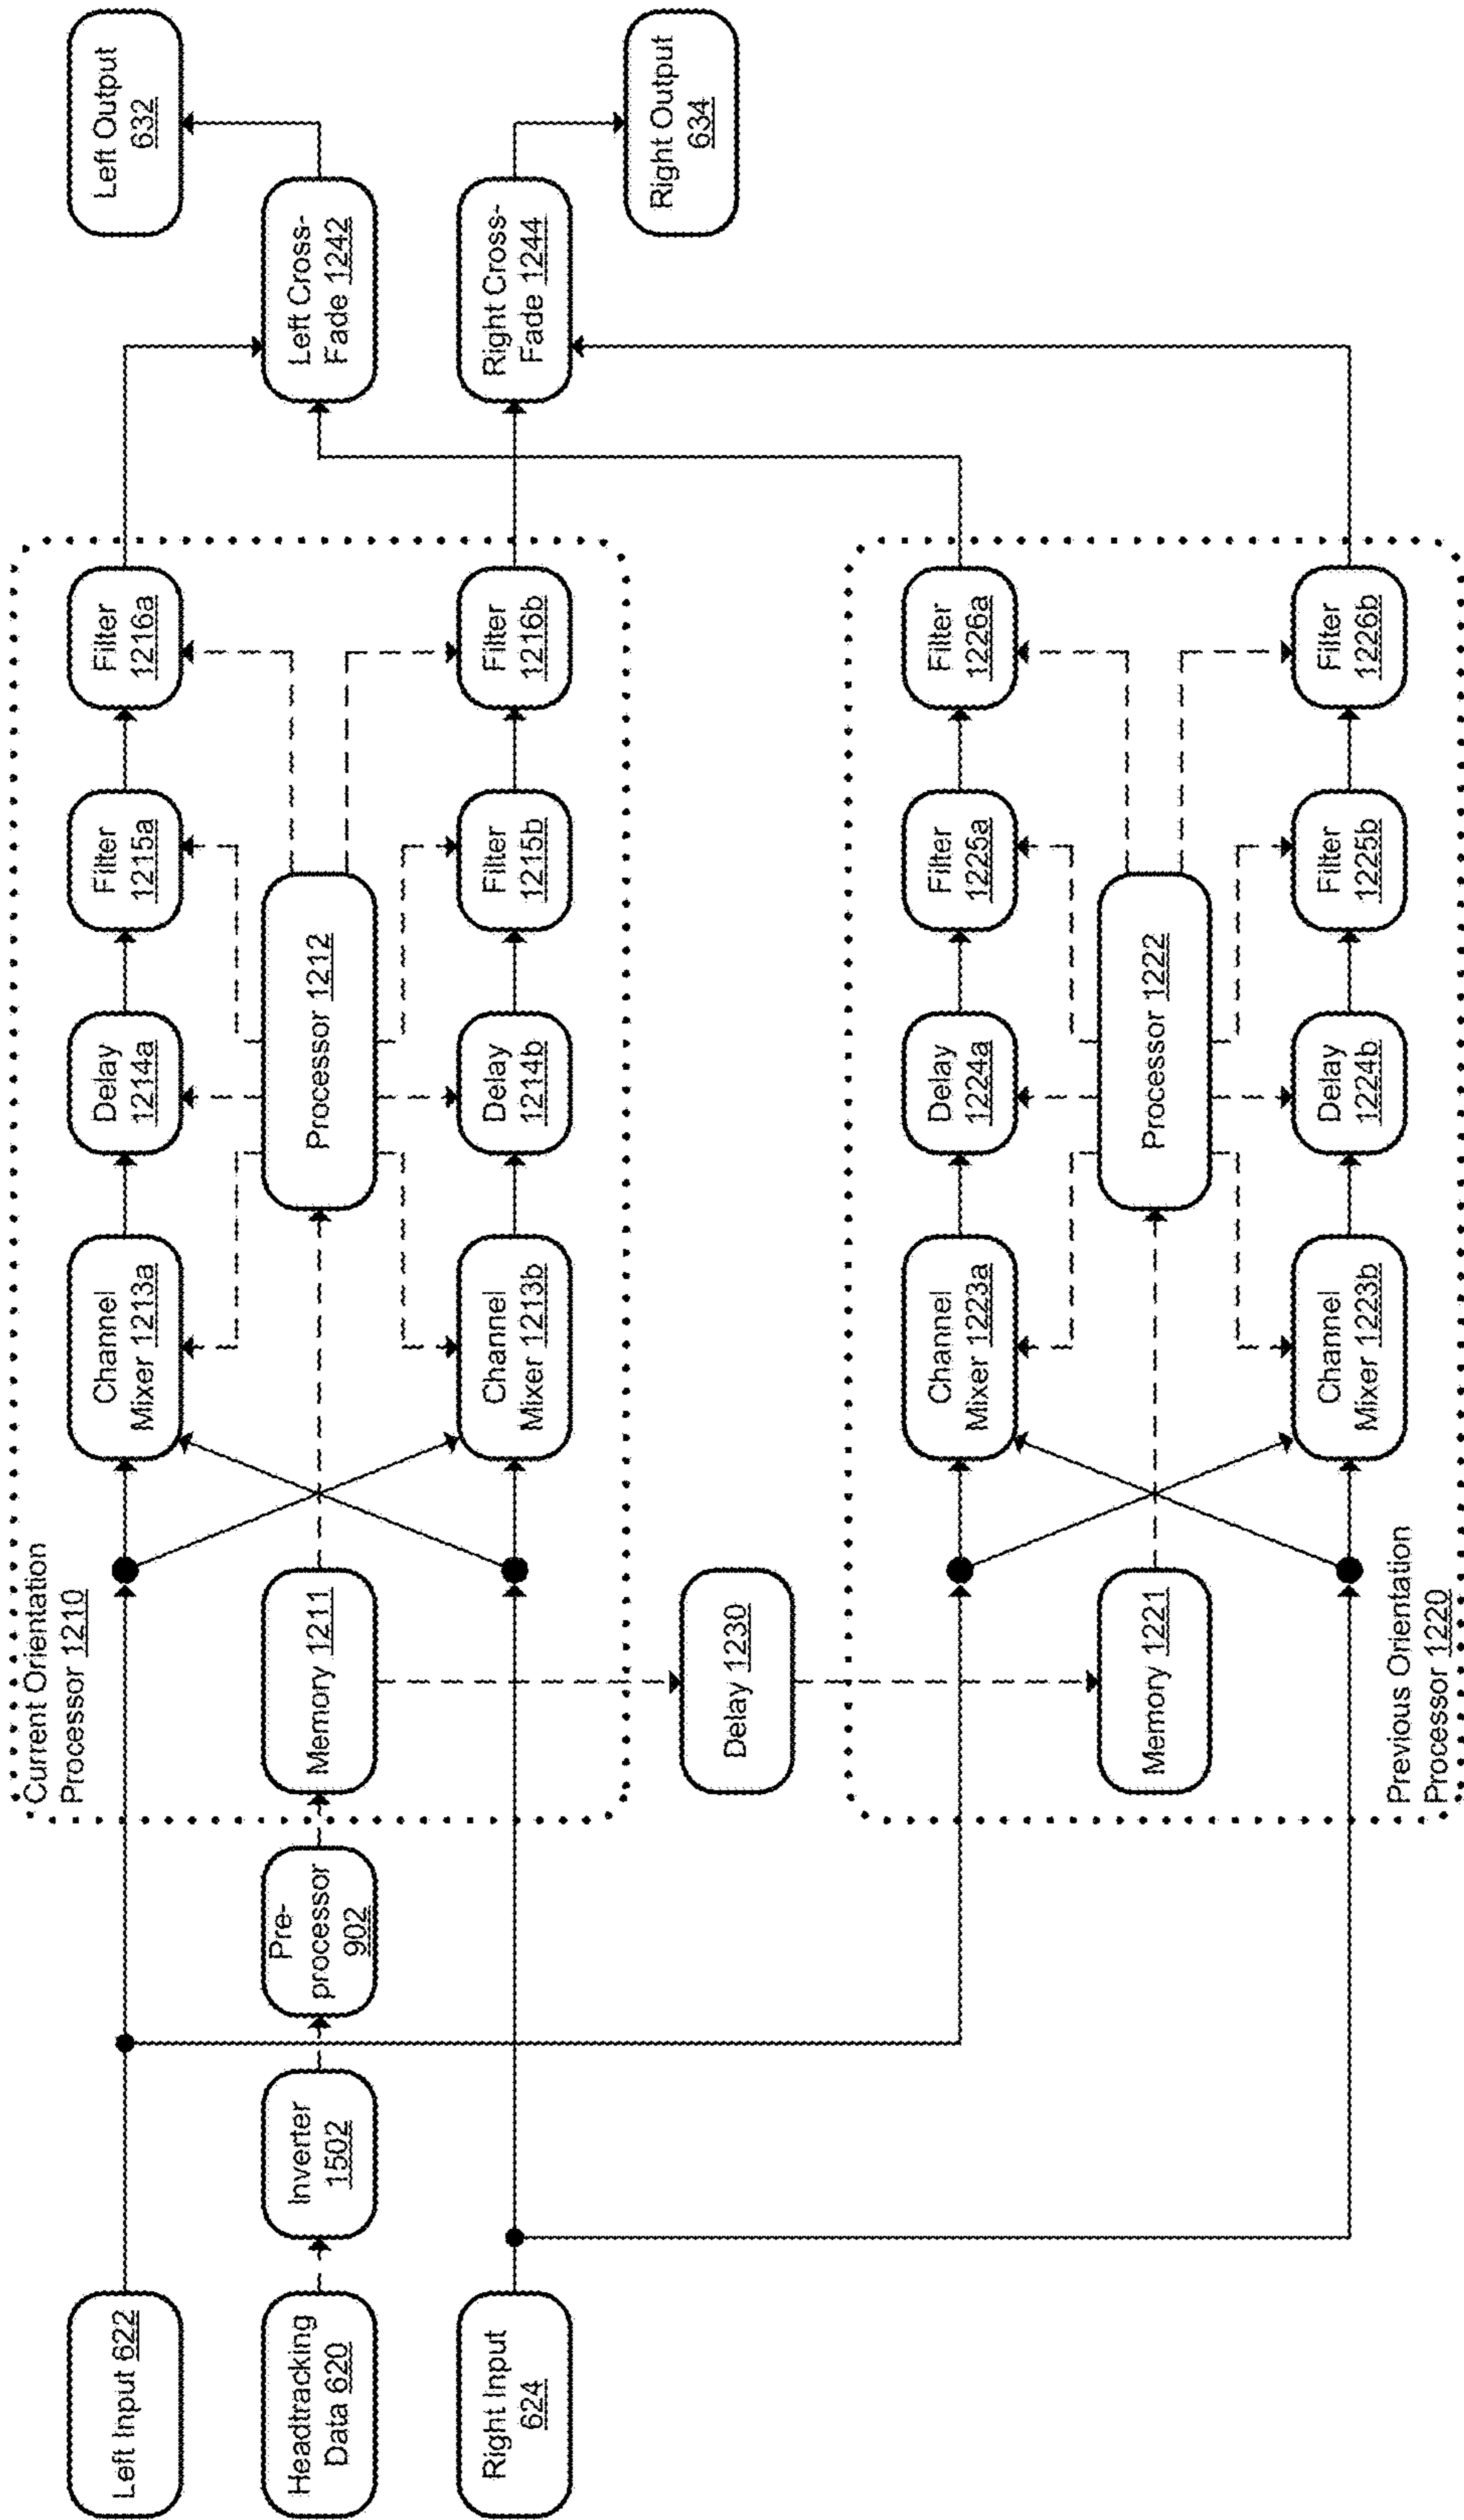 Left Input 622
Headtracking
Data 620
Right Input
624
Inverter
1502
Pre-
processor
902
Current Orientation
Processor 1210
Memory 1211
Channel
Mixer 1213a
Channel
Mixer 1213b
Processor 1212
Delay
1214a
Delay
1214b
Filter
1215a
Filter
1215b
Filter
1216a
Filter
1216b
Delay 1230
Previous Orientation
Processor 1220
Memory 1221
Channel
Mixer 1223a
Channel
Mixer 1223b
Processor 1222
Delay
1224a
Delay
1224b
Filter
1225a
Filter
1225b
Filter
1226a
Filter
1226b
Left Cross-
Fade 1242
Right Cross-
Fade 1244
Left Output
632
Right Output
634